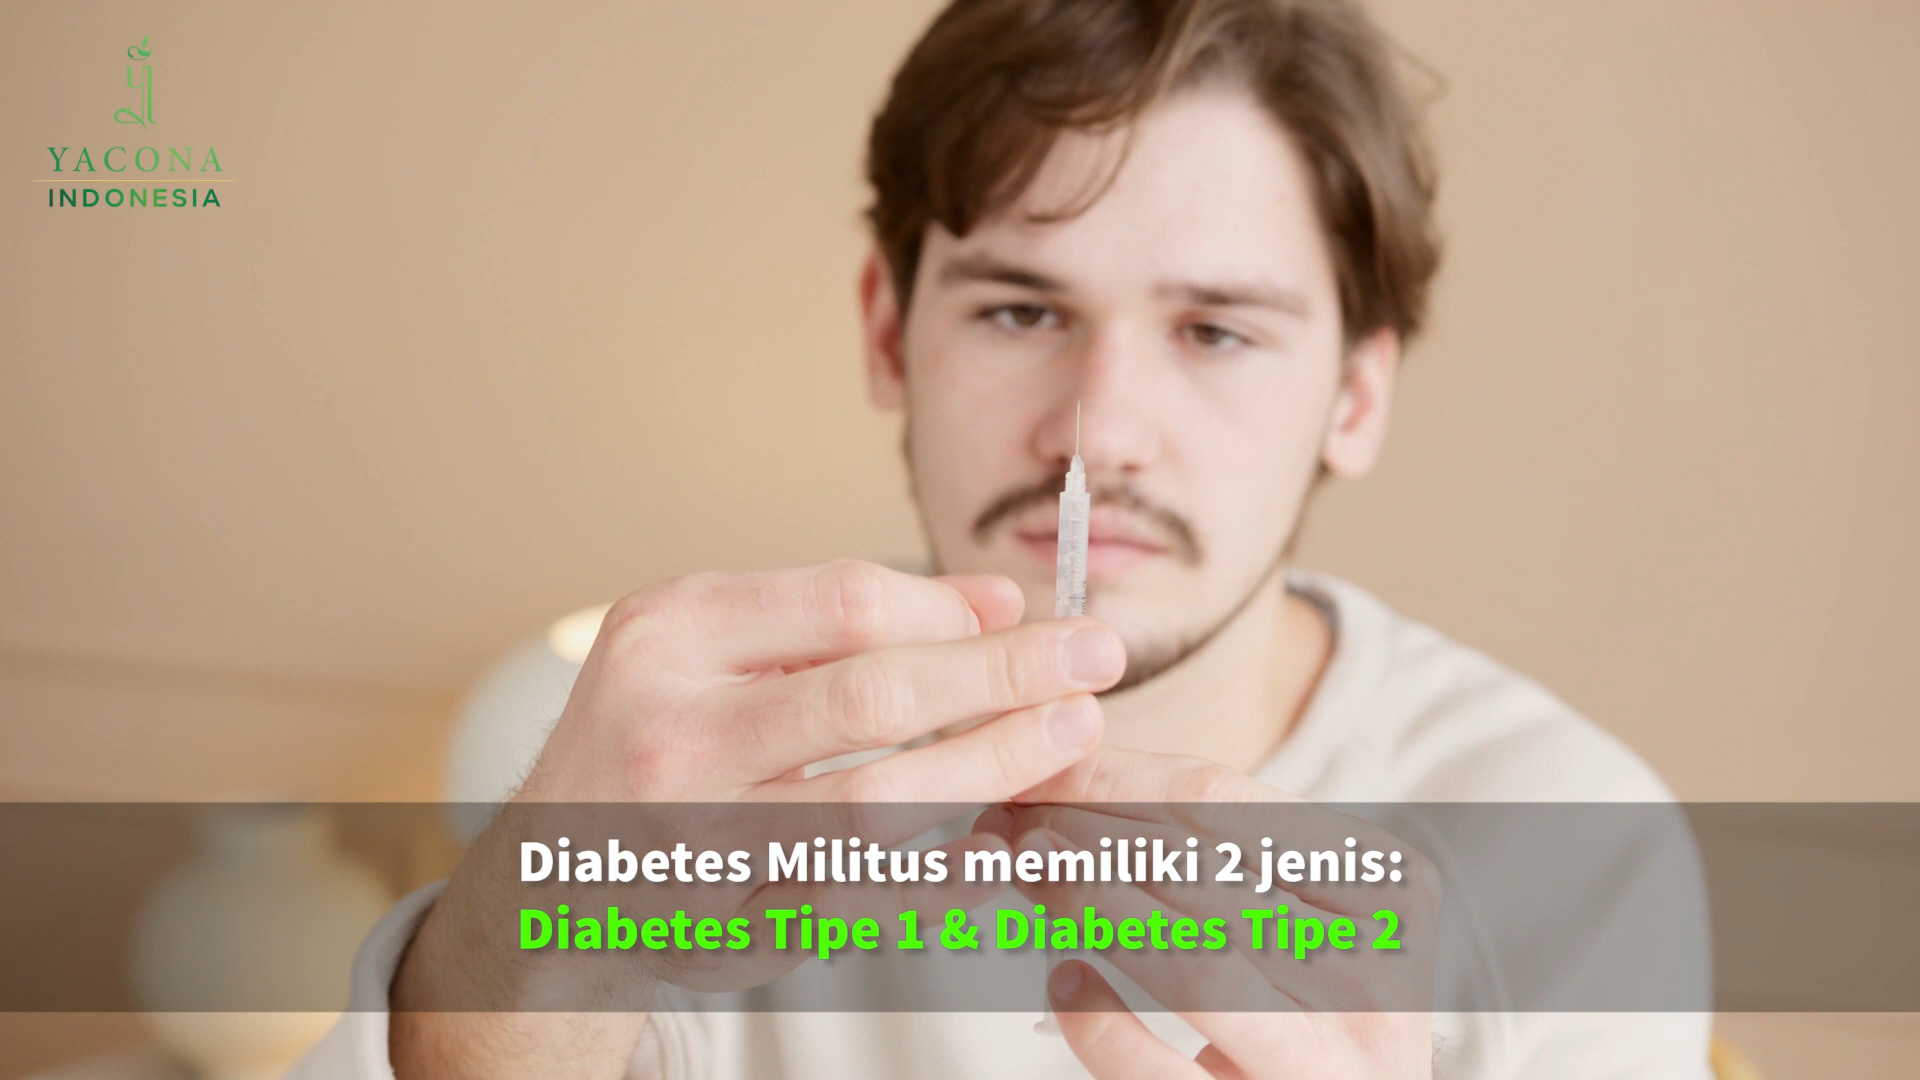 YACONA
INDONESIA
Diabetes Militus memiliki 2 jenis:
Diabetes Tipe 1 & Diabetes Tipe 2